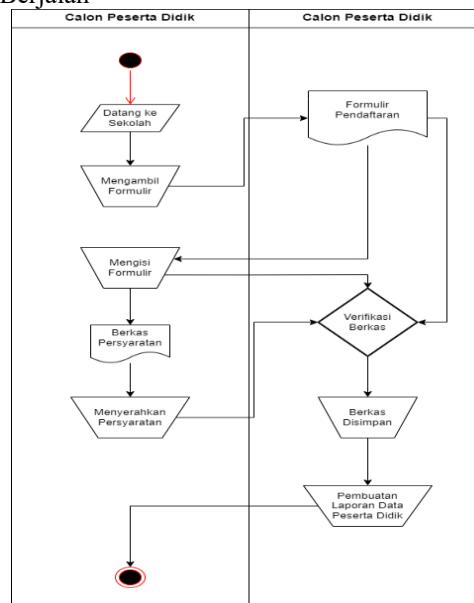 Berjalan
Calon Peserta Didik
Calon Peserta Didik
Datang ke
Sekolah
Mengambil
Formulir
Formulir
Pendaftaran
Mengisi
Formulir
Berkas
Persyaratan
Menyerahkan
Persyaratan
Verifikasi
Berkas
Berkas
Disimpan
Pembuatan
Laporan Data
Peserta Didik